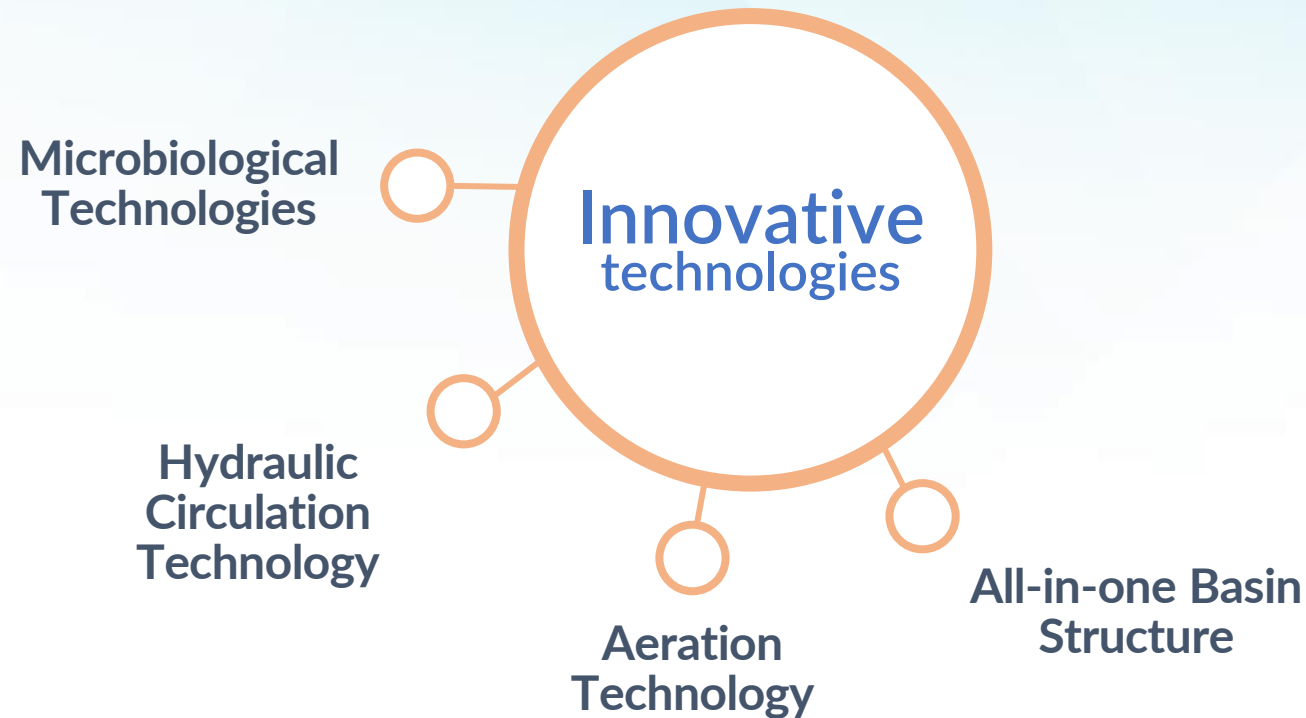 Innovative
technologies
Microbiological
Technologies
Hydraulic
Circulation
Technology
Aeration
Technology
All-in-one Basin
Structure